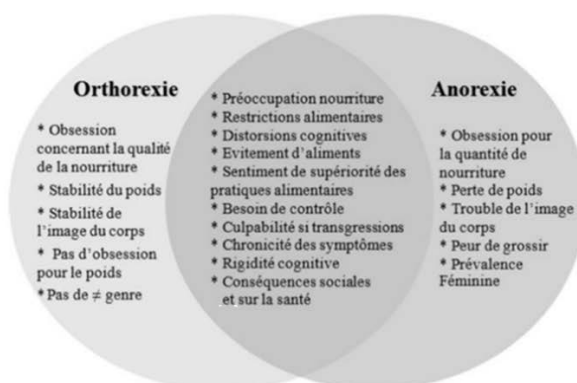 Orthorexie
* Obsession
concernant la qualité
de la nourriture
* Stabilité du poids
* Stabilité de
l'image du corps
* Pas d'obsession
pour le poids
*Pas de ≠ genre
* Préoccupation nourriture
* Restrictions alimentaires
* Distorsions cognitives
* Evitement d'aliments
* Sentiment de supériorité des
pratiques alimentaires
* Besoin de contrôle
* Culpabilité si transgressions
* Chronicité des symptômes
* Rigidité cognitive
* Conséquences sociales
et sur la santé
Anorexie
* Obsession pour
la quantité de
nourriture
* Perte de poids
* Trouble de l'image
du corps
* Peur de grossir
* Prévalence
Féminine